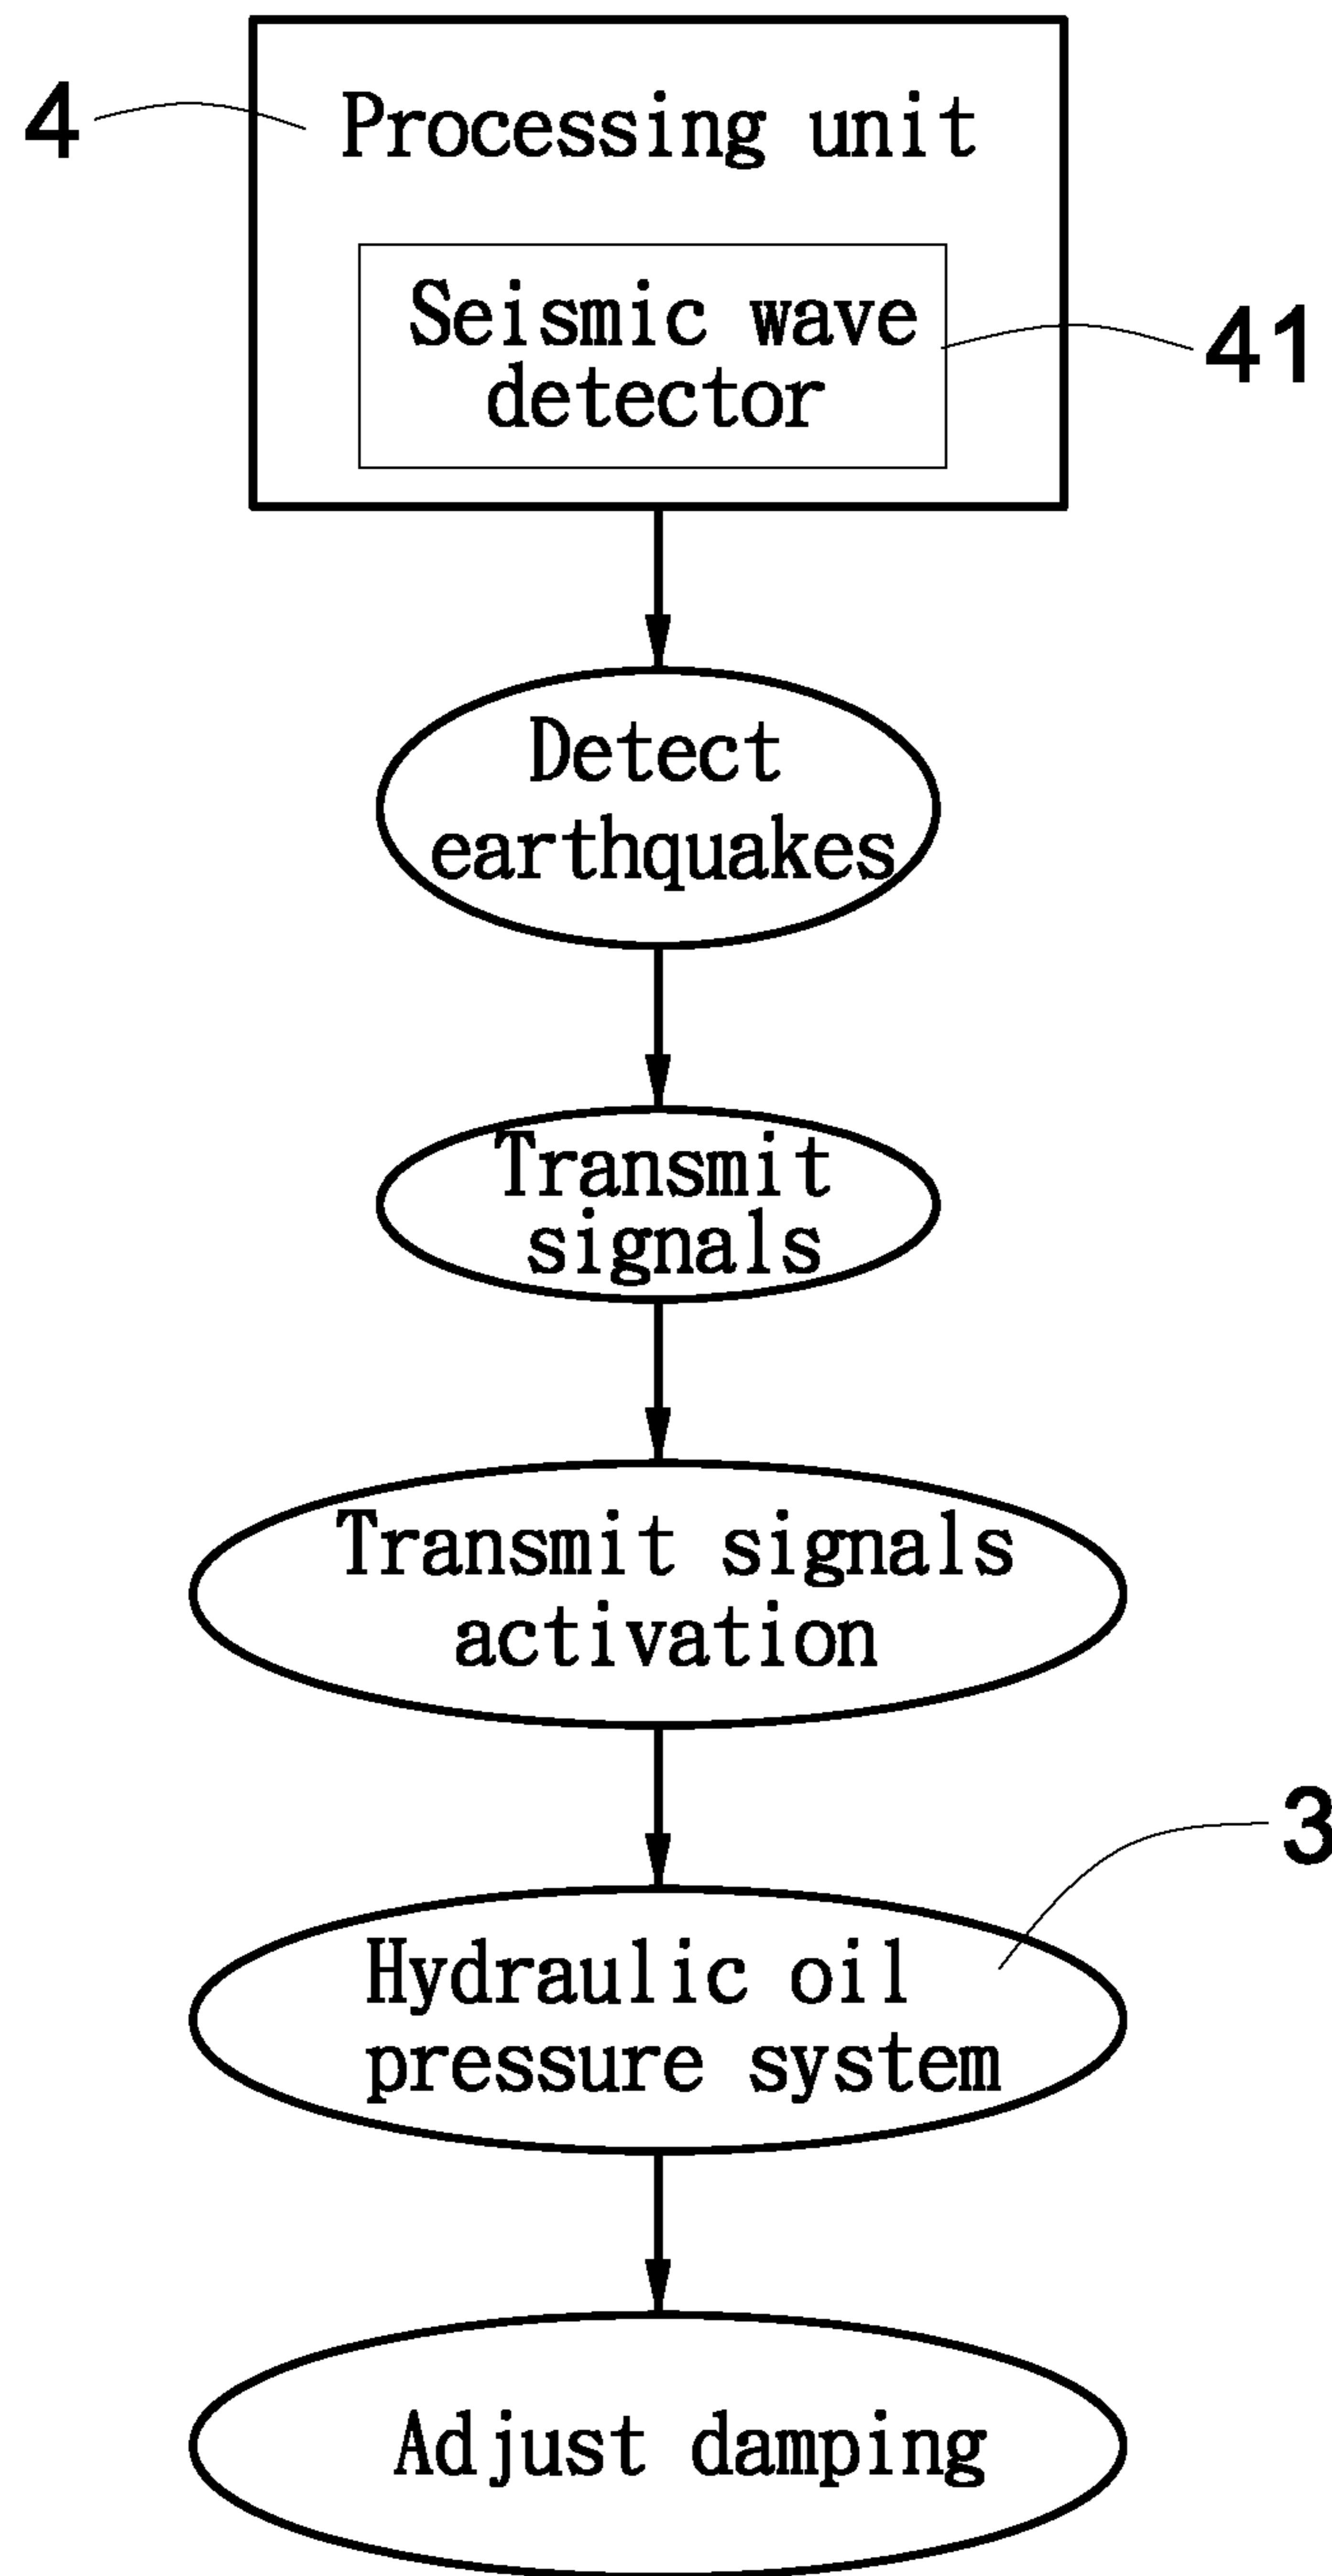 4
Processing unit
Seismic wave
detector
41
Detect
earthquakes
Transmit
signals
Transmit signals
activation
3
Hydraulic oil
pressure system
Adjust damping